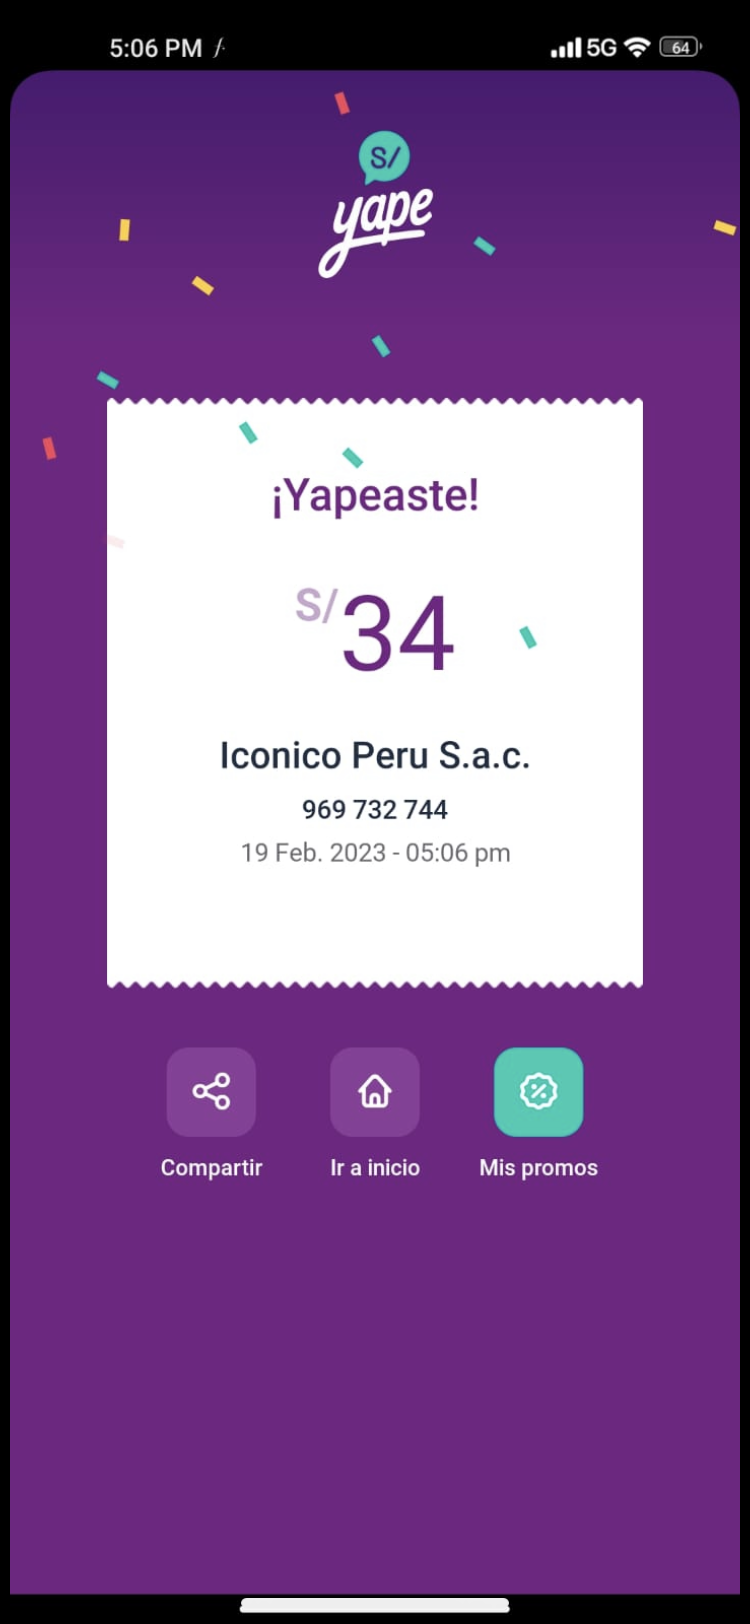 5:06 PM
5G 64
S/
yape
¡Yapeaste!
S/34
Iconico Peru S.a.c.
969 732 744
19 Feb. 2023 - 05:06 pm
Compartir Ir a inicio Mis promos